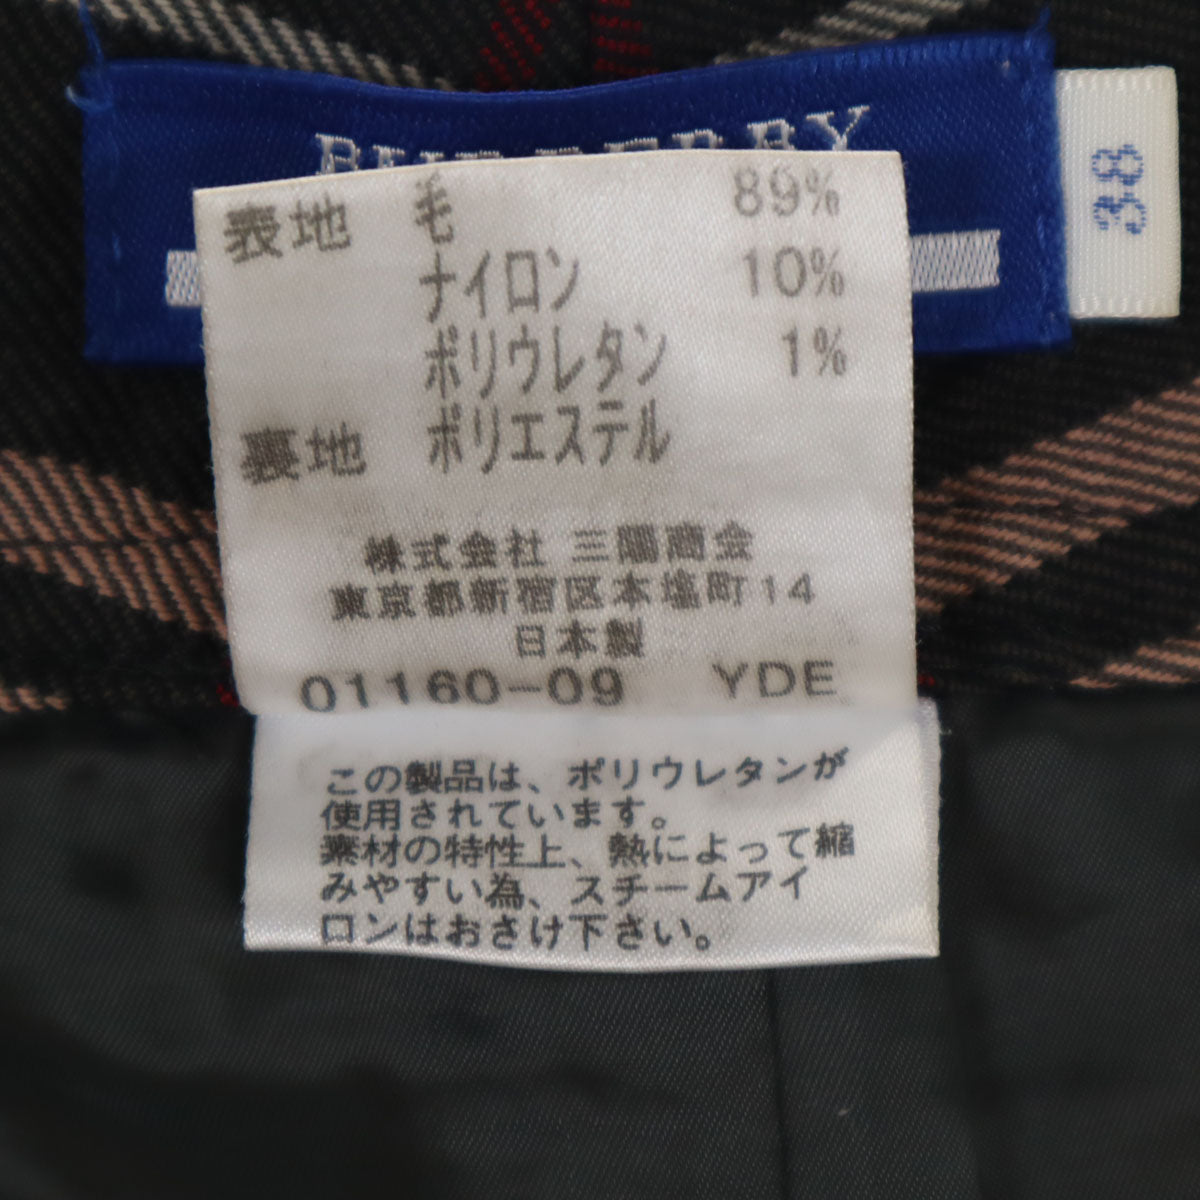 BURBERRY
38
表地 毛 89%
ナイロン 10%
ポリウレタン 1%
裏地 ポリエステル
株式会社 三陽商会
東京都新宿区本塩町14
日本製
01160-09 YDE
この製品は、ポリウレタンが
使用されています。
素材の特性上、熱によって縮
みやすい為、スチームアイ
ロンはおさけ下さい。